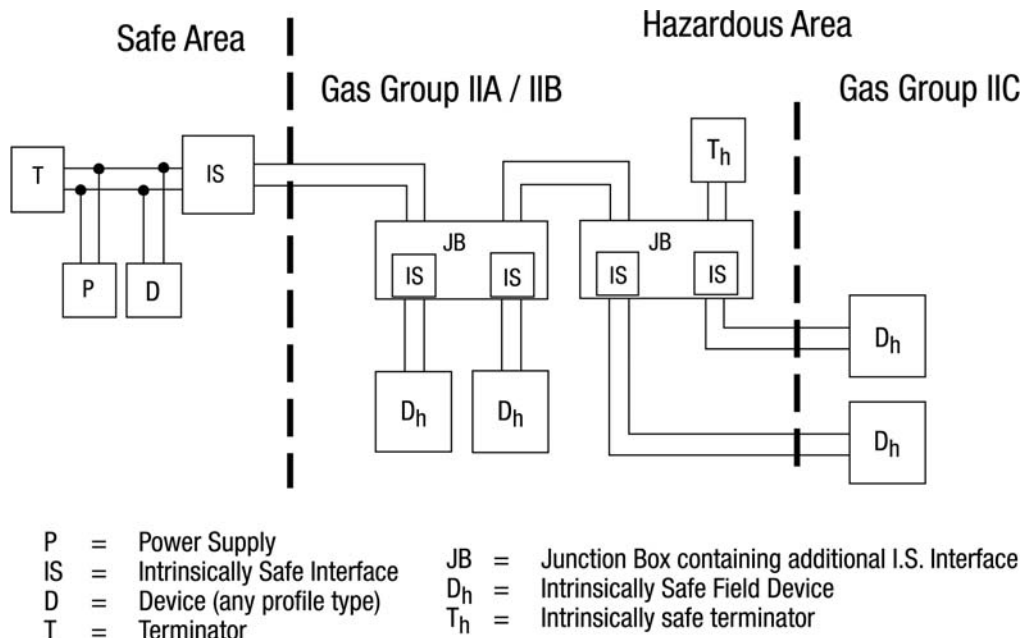 Safe Area
Hazardous Area
Gas Group IIA / IIB
Gas Group IIC
T
IS
P
D
JB
IS
IS
Dh
Dh
Th
JB
IS
IS
Dh
Dh
P = Power Supply
IS = Intrinsically Safe Interface
D = Device (any profile type)
T = Terminator
JB = Junction Box containing additional I.S. Interface
Dh = Intrinsically Safe Field Device
Th = Intrinsically safe terminator